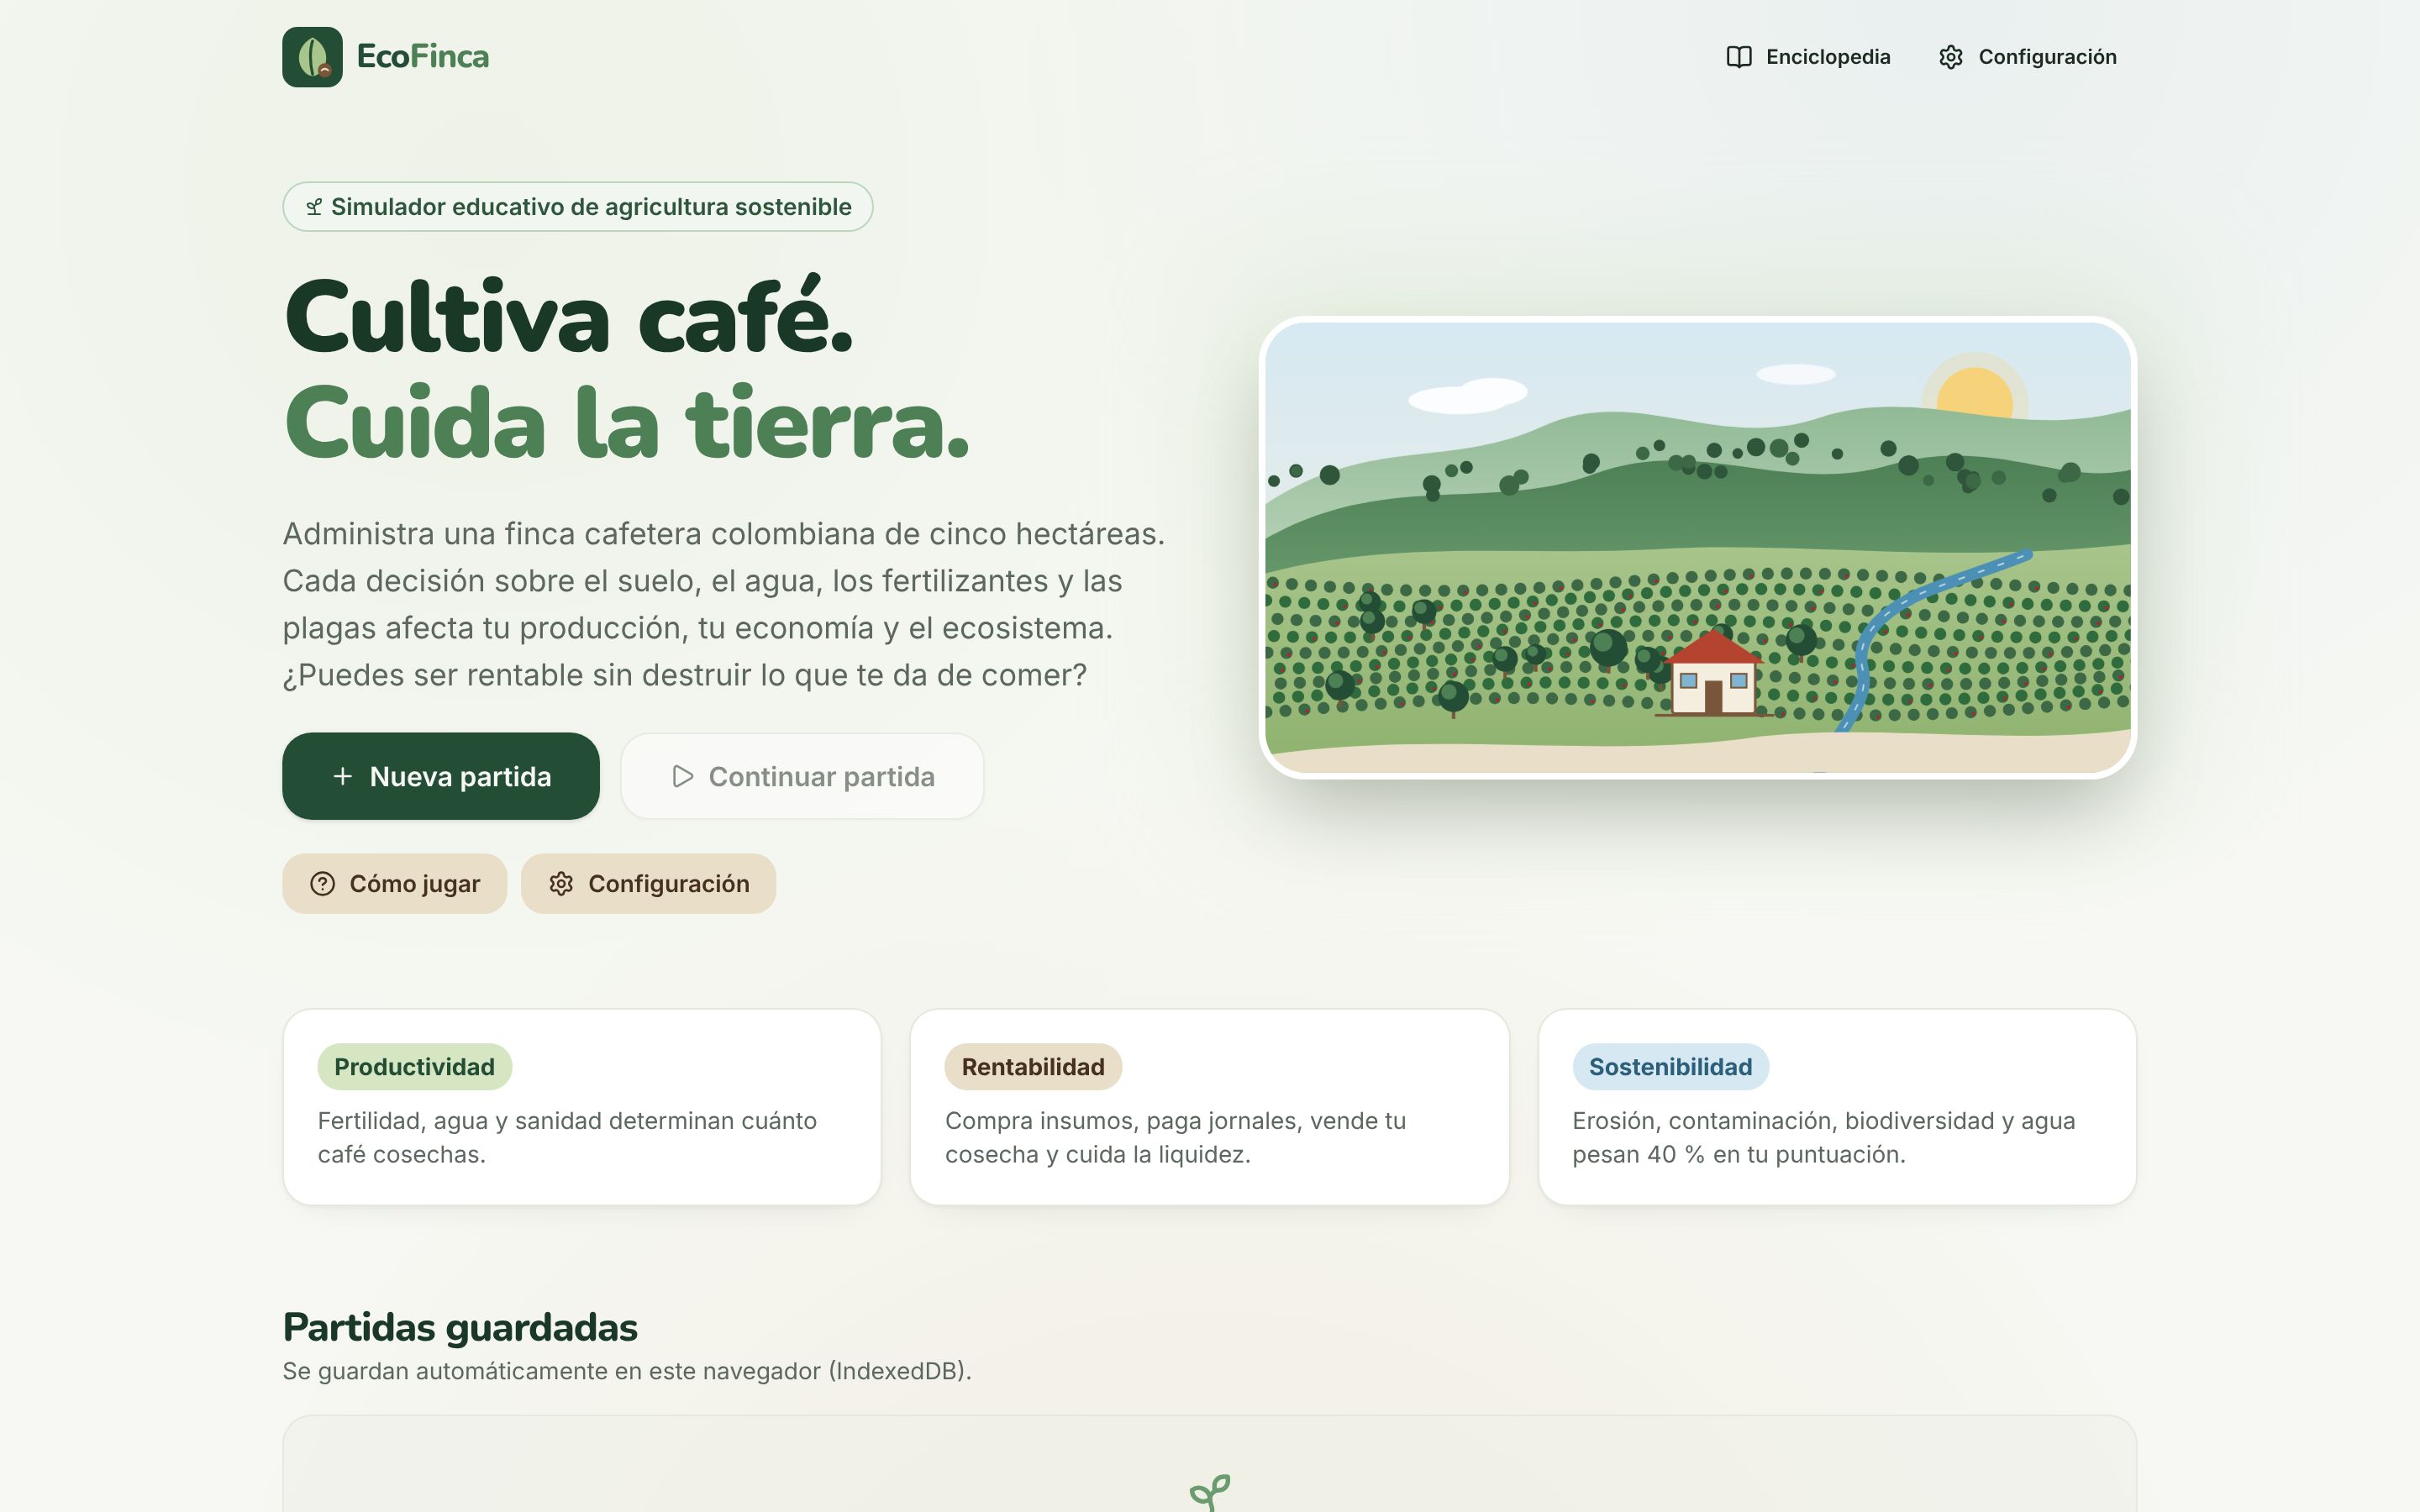 EcoFinca
Enciclopedia
Configuración
Simulador educativo de agricultura sostenible
Cultiva café.
Cuida la tierra.
Administra una finca cafetera colombiana de cinco hectáreas.
Cada decisión sobre el suelo, el agua, los fertilizantes y las
plagas afecta tu producción, tu economía y el ecosistema.
¿Puedes ser rentable sin destruir lo que te da de comer?
Nueva partida
Continuar partida
Cómo jugar
Configuración
Productividad
Fertilidad, agua y sanidad determinan cuánto
café cosechas.
Rentabilidad
Compra insumos, paga jornales, vende tu
cosecha y cuida la liquidez.
Sostenibilidad
Erosión, contaminación, biodiversidad y agua
pesan 40 % en tu puntuación.
Partidas guardadas
Se guardan automáticamente en este navegador (IndexedDB).